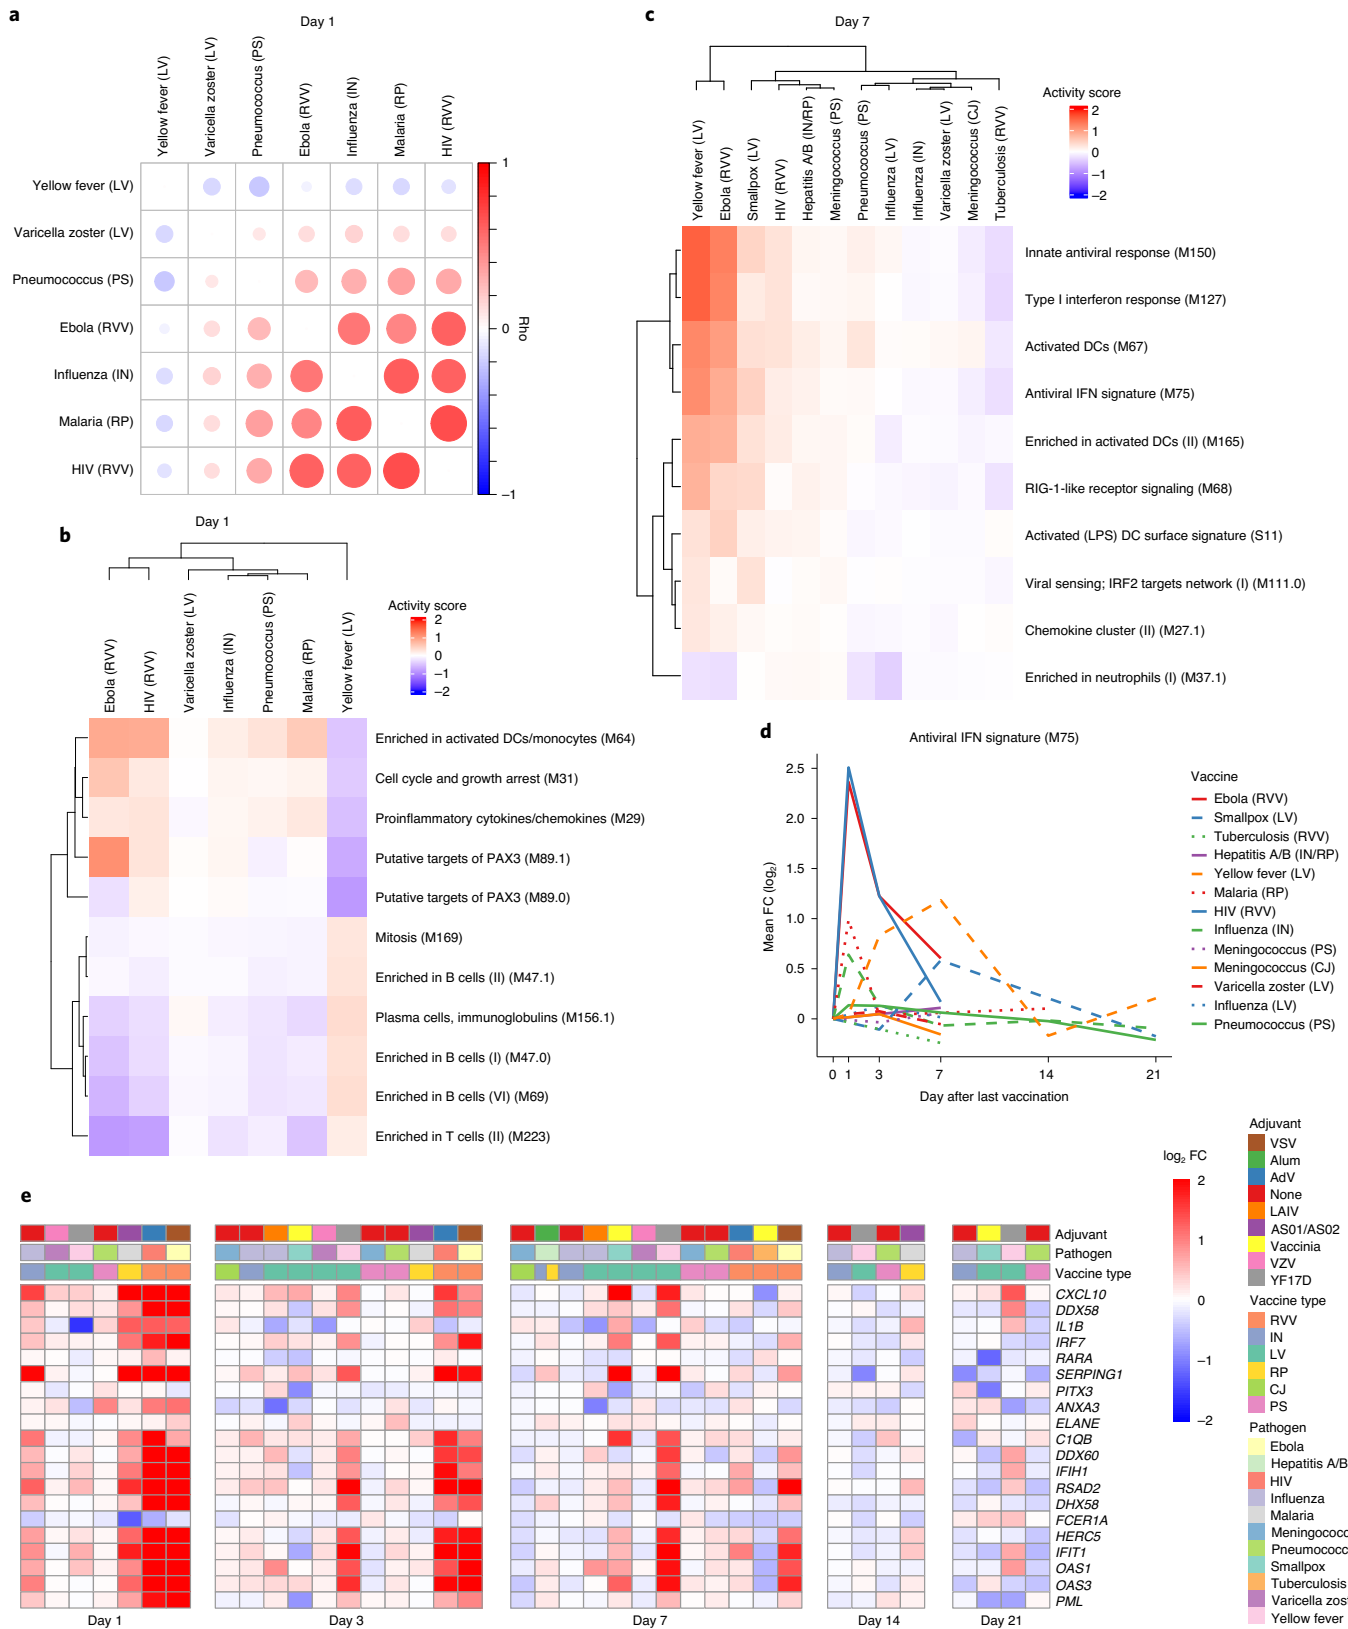 a
Day 1
Yellow fever (LV)
Varicella zoster (LV)
Pneumococcus (PS)
Ebola (RVV)
Influenza (IN)
Malaria (RP)
HIV (RVV)
Yellow fever (LV)
Varicella zoster (LV)
Pneumococcus (PS)
Ebola (RVV)
Influenza (IN)
Malaria (RP)
HIV (RVV)
1
0
−1
Rho
b
Day 1
Ebola (RVV)
HIV (RVV)
Varicella zoster (LV)
Influenza (IN)
Pneumococcus (PS)
Malaria (RP)
Yellow fever (LV)
Activity score
2
1
0
−1
−2
Enriched in activated DCs/monocytes (M64)
Cell cycle and growth arrest (M31)
Proinflammatory cytokines/chemokines (M29)
Putative targets of PAX3 (M89.1)
Putative targets of PAX3 (M89.0)
Mitosis (M169)
Enriched in B cells (II) (M47.1)
Plasma cells, immunoglobulins (M156.1)
Enriched in B cells (I) (M47.0)
Enriched in B cells (VI) (M69)
Enriched in T cells (II) (M223)
c
Day 7
Yellow fever (LV)
Ebola (RVV)
Smallpox (LV)
HIV (RVV)
Hepatitis A/B (IN/RP)
Meningococcus (PS)
Pneumococcus (PS)
Influenza (LV)
Influenza (IN)
Varicella zoster (LV)
Meningococcus (CJ)
Tuberculosis (RVV)
Activity score
2
1
0
−1
−2
Innate antiviral response (M150)
Type I interferon response (M127)
Activated DCs (M67)
Antiviral IFN signature (M75)
Enriched in activated DCs (II) (M165)
RIG-1-like receptor signaling (M68)
Activated (LPS) DC surface signature (S11)
Viral sensing; IRF2 targets network (I) (M111.0)
Chemokine cluster (II) (M27.1)
Enriched in neutrophils (I) (M37.1)
d
Antiviral IFN signature (M75)
2.5
2.0
1.5
1.0
0.5
0
Mean FC (log2)
0 1 3 7 14 21
Day after last vaccination
Vaccine
Ebola (RVV)
Smallpox (LV)
Tuberculosis (RVV)
Hepatitis A/B (IN/RP)
Yellow fever (LV)
Malaria (RP)
HIV (RVV)
Influenza (IN)
Meningococcus (PS)
Meningococcus (CJ)
Varicella zoster (LV)
Influenza (LV)
Pneumococcus (PS)
e
Adjuvant
Pathogen
Vaccine type
CXCL10
DDX58
IL1B
IRF7
RARA
SERPING1
PITX3
ANXA3
ELANE
C1QB
DDX60
IFIH1
RSAD2
DHX58
FCER1A
HERC5
IFIT1
OAS1
OAS3
PML
Day 1
Day 3
Day 7
Day 14
Day 21
log2 FC
2
1
0
−1
−2
Adjuvant
VSV
Alum
AdV
None
LAIV
AS01/AS02
Vaccinia
VZV
YF17D
Vaccine type
RVV
IN
LV
RP
CJ
PS
Pathogen
Ebola
Hepatitis A/B
HIV
Influenza
Malaria
Meningococc
Pneumococc
Smallpox
Tuberculosis
Varicella zos
Yellow fever